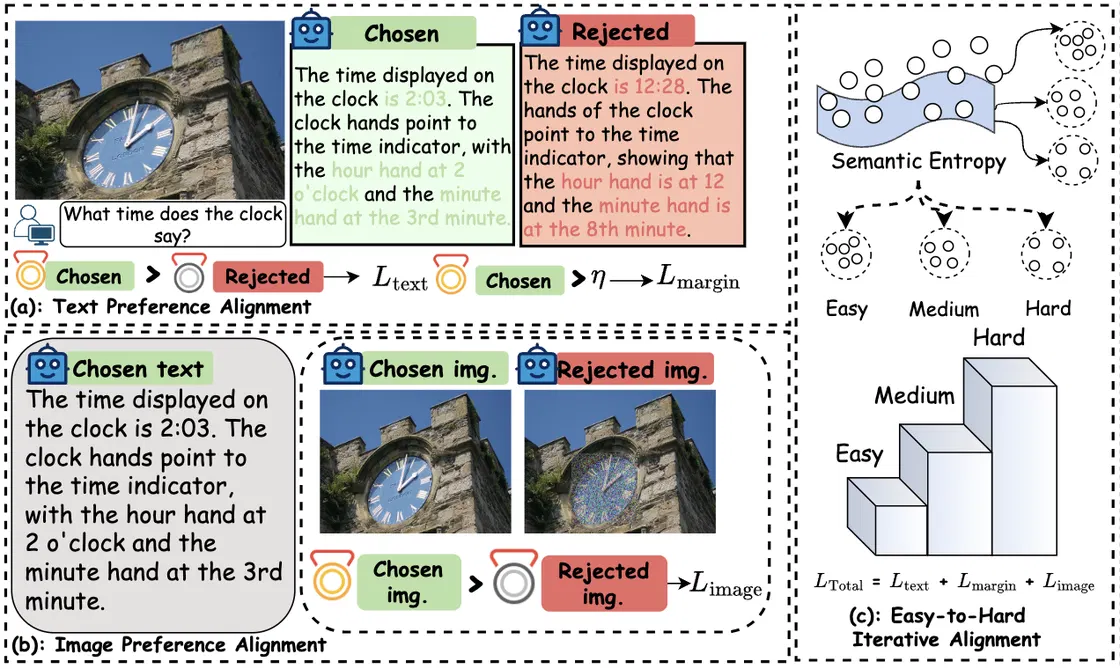 Chosen
The time displayed on
the clock is 2:03. The
clock hands point to
the time indicator, with
the hour hand at 2
o'clock and the minute
hand at the 3rd minute.
Rejected
The time displayed on
the clock is 12:28. The
hands of the clock
point to the time
indicator, showing that
the hour hand is at 12
and the minute hand is
at the 8th minute.
What time does the clock
say?
Chosen > Rejected → L_text Chosen > η → L_margin
(a): Text Preference Alignment
Chosen text
The time displayed on
the clock is 2:03. The
clock hands point to
the time indicator,
with the hour hand at
2 o'clock and the
minute hand at the 3rd
minute.
Chosen img. Rejected img.
Chosen
img.
>
Rejected
img.
→ L_image
(b): Image Preference Alignment
Semantic Entropy
Easy Medium Hard
Hard
Medium
Easy
L_Total = L_text + L_margin + L_image
(c): Easy-to-Hard
Iterative Alignment